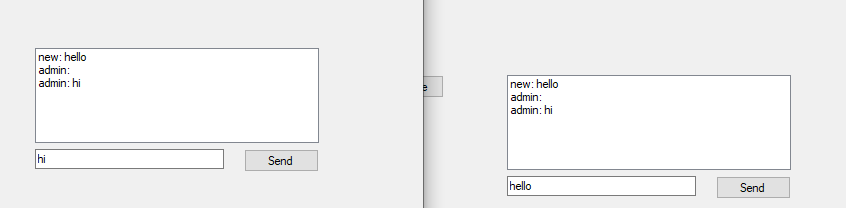 new: hello
admin:
admin: hi
hi
Send
e
new: hello
admin:
admin: hi
hello
Send